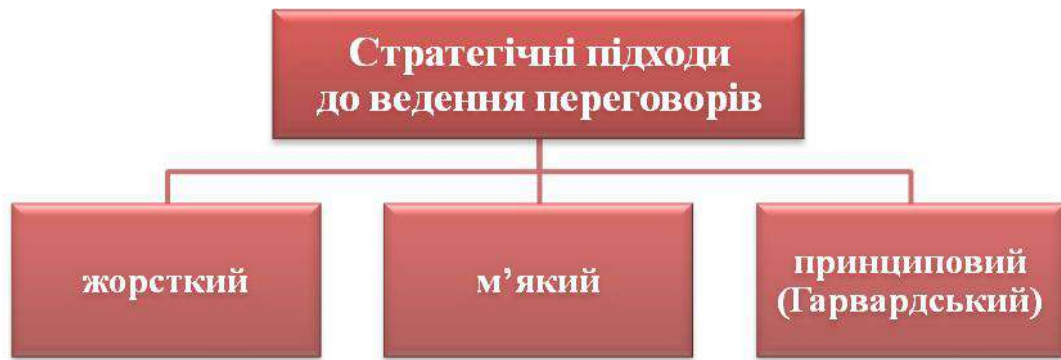 Стратегічні підходи
до ведення переговорів
жорсткий
м’який
принциповий
(Гарвардський)